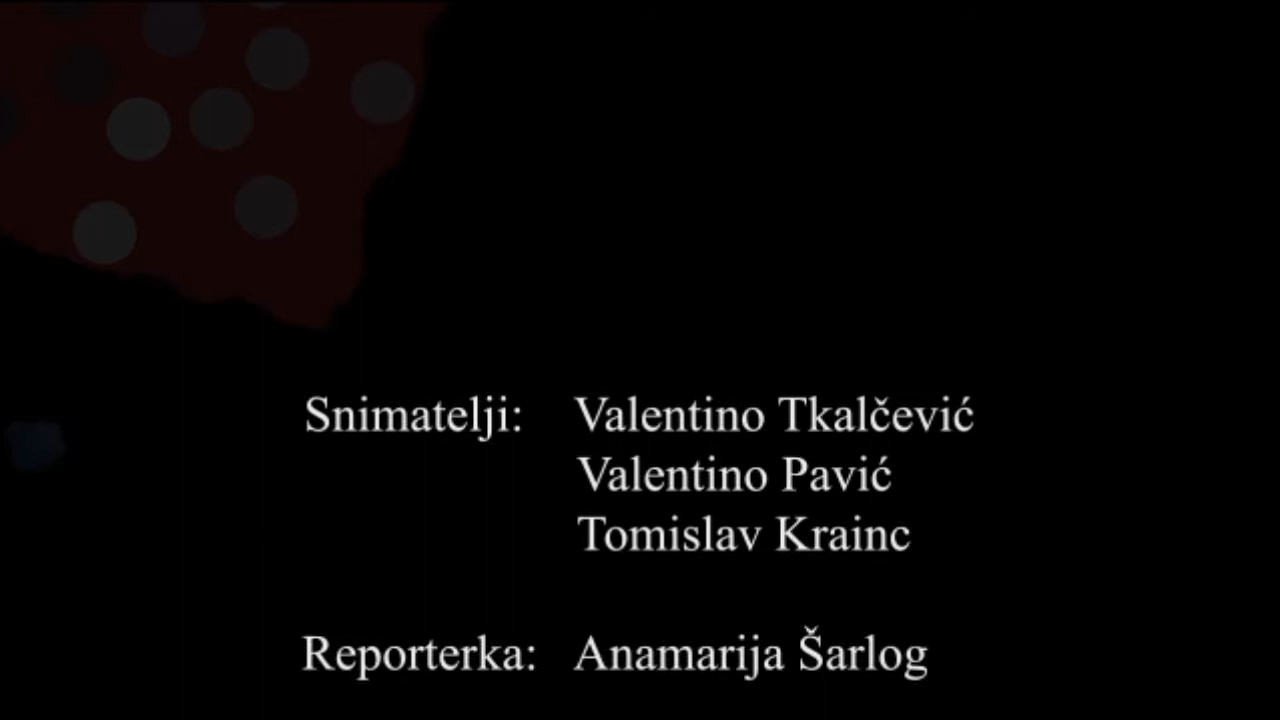 Snimatelji: Valentino Tkalčević
Valentino Pavić
Tomislav Krainc
Reporterka: Anamarija Šarlog